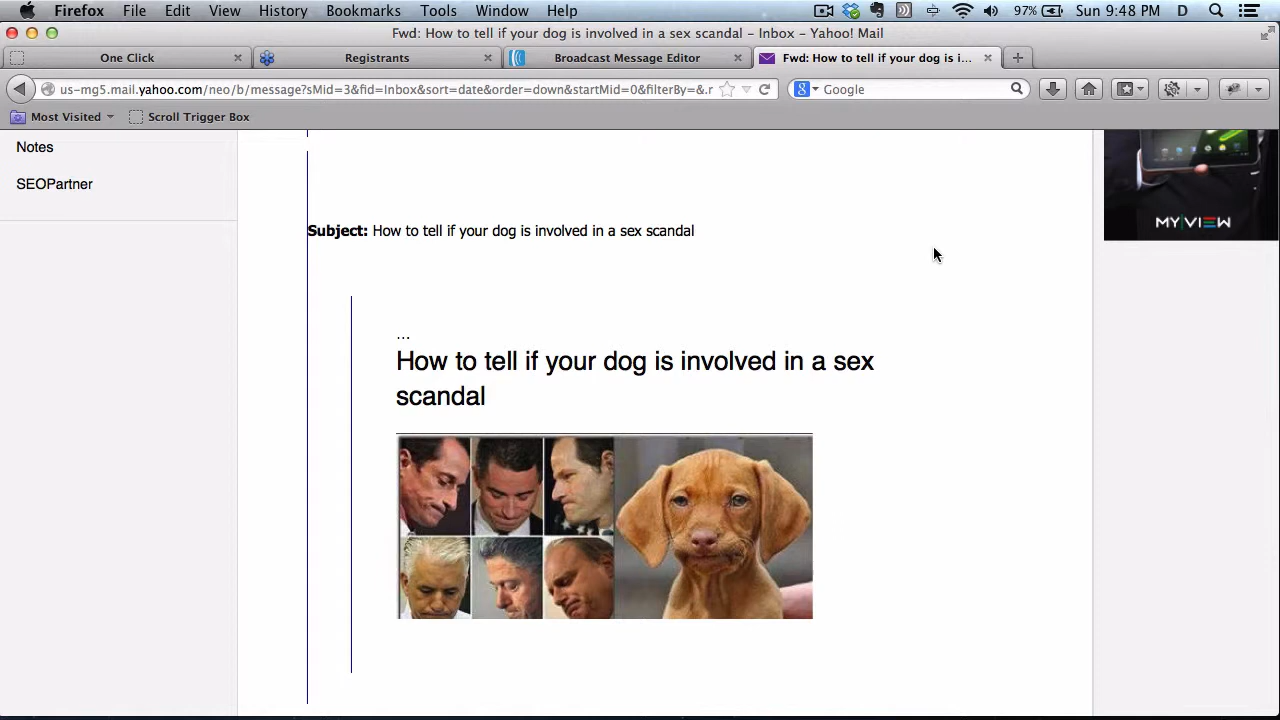 Firefox File Edit View History Bookmarks Tools Window Help 97% Sun 9:48 PM D
Fwd: How to tell if your dog is involved in a sex scandal - Inbox - Yahoo! Mail
One Click Registrants Broadcast Message Editor Fwd: How to tell if your dog is i...
us-mg5.mail.yahoo.com/neo/b/message?sMid=3&fid=Inbox&sort=date&order=down&startMid=0&filterBy=&.r Google
Most Visited Scroll Trigger Box
Notes
SEOPartner
MYVIEW
Subject: How to tell if your dog is involved in a sex scandal
...
How to tell if your dog is involved in a sex
scandal